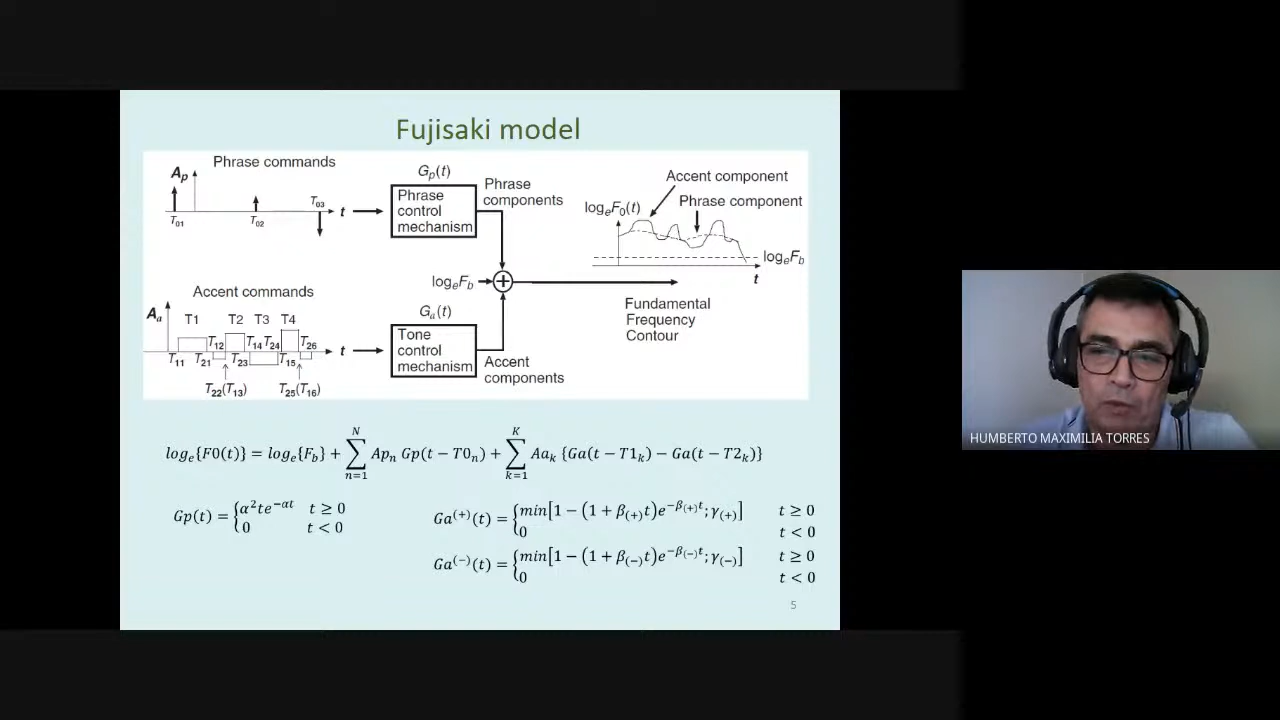 Fujisaki model
Phrase commands
Ap
T01
T02
T03
t
Gp(t)
Phrase
control
mechanism
Phrase
components
logeFb
+
Accent component
Phrase component
logeF0(t)
logeFb
t
Fundamental
Frequency
Contour
Accent commands
Aa
T1 T2 T3 T4
T11 T21 T12 T23 T14 T24 T15 T26
T22(T13) T25(T16)
t
Ga(t)
Tone
control
mechanism
Accent
components
loge{F0(t)} = loge{Fb} + ∑_{n=1}^{N} Apn Gp(t − T0n) + ∑_{k=1}^{K} Aak {Ga(t − T1k) − Ga(t − T2k)}
Gp(t) = {α²te^{−αt} t ≥ 0
0 t < 0
Ga⁽⁺⁾(t) = {min[1 − (1 + β(+)t)e^{−β(+)t}; γ(+)] t ≥ 0
0 t < 0
Ga⁽⁻⁾(t) = {min[1 − (1 + β(−)t)e^{−β(−)t}; γ(−)] t ≥ 0
0 t < 0
5
HUMBERTO MAXIMILIA TORRES